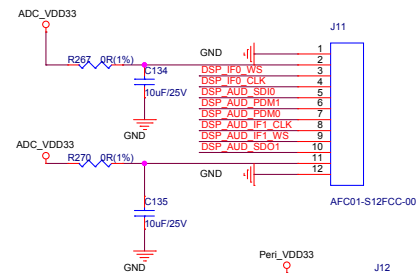 ADC_VDD33
J11
R267 0R(1%)
GND
1
2
C134
DSP_IF0_WS
3
DSP_IF0_CLK
4
10uF/25V
DSP_AUD_SDI0
5
DSP_AUD_PDM1
6
DSP_AUD_PDM0
7
DSP_AUD_IF1_CLK
8
GND
DSP_AUD_IF1_WS
9
ADC_VDD33
DSP_AUD_SDO1
10
R270 0R(1%)
11
GND
12
C135
AFC01-S12FCC-00
10uF/25V
Peri_VDD33
GND
J12